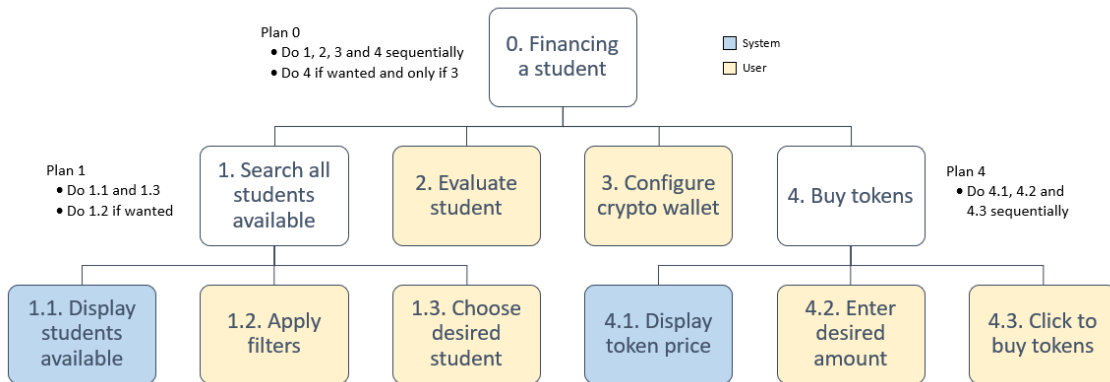 Plan 0
• Do 1, 2, 3 and 4 sequentially
• Do 4 if wanted and only if 3
0. Financing
a student
System
User
Plan 1
• Do 1.1 and 1.3
• Do 1.2 if wanted
1. Search all
students
available
2. Evaluate
student
3. Configure
crypto wallet
4. Buy tokens
Plan 4
• Do 4.1, 4.2 and
4.3 sequentially
1.1. Display
students
available
1.2. Apply
filters
1.3. Choose
desired
student
4.1. Display
token price
4.2. Enter
desired
amount
4.3. Click to
buy tokens